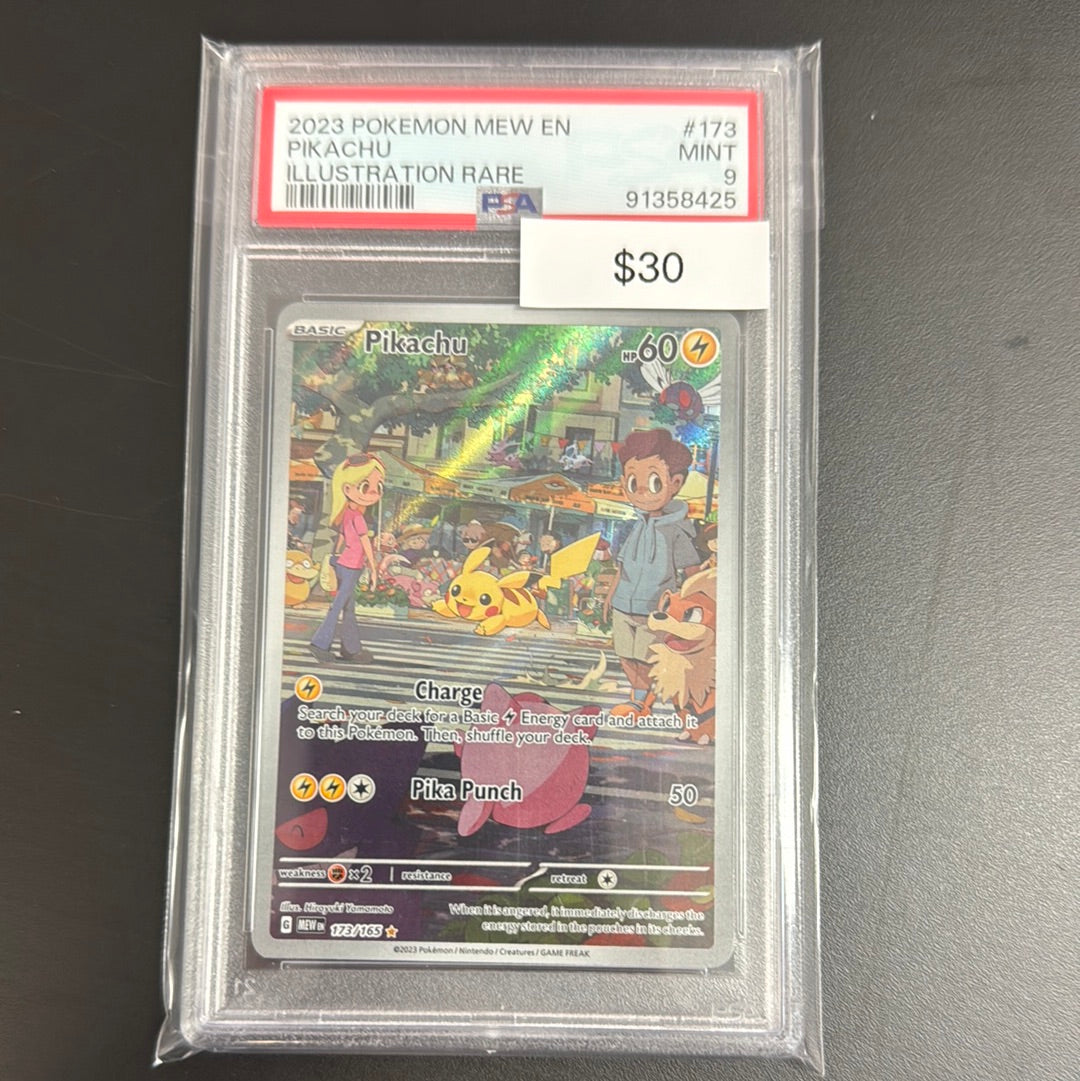 2023 POKEMON MEW EN #173
PIKACHU MINT
ILLUSTRATION RARE 9
PSA 91358425
$30
BASIC Pikachu HP 60
Charge
Search your deck for a Basic Energy card and attach it
to this Pokémon. Then, shuffle your deck.
Pika Punch 50
weakness ×2 resistance retreat
Illus. Hiroyuki Yamamoto
When it is angered, it immediately discharges the
energy stored in the pouches in its cheeks.
G MEW EN 173/165
©2023 Pokémon / Nintendo / Creatures / GAME FREAK